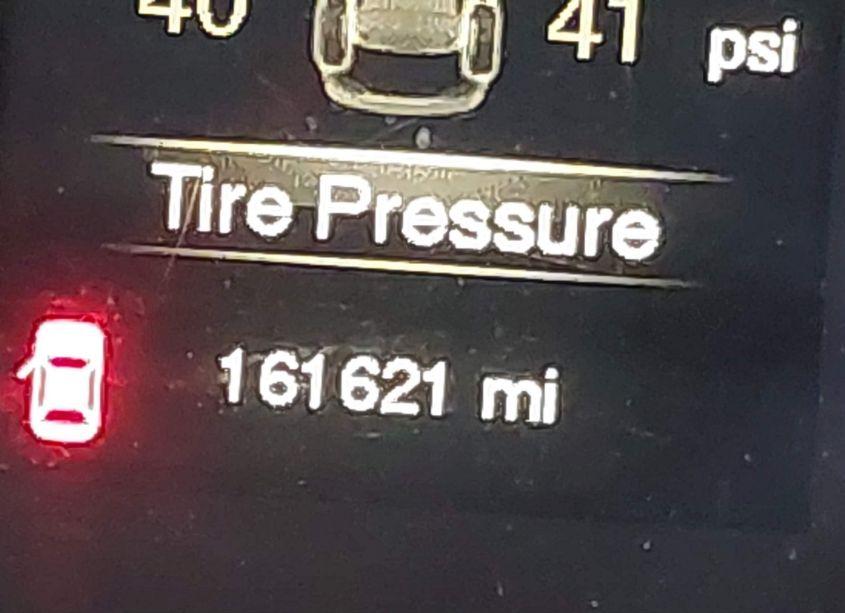 40 41 psi
Tire Pressure
161621 mi